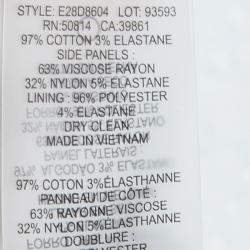 STYLE: E28D8604 LOT: 93593
RN:50814 CA:39861
97% COTTON 3% ELASTANE
SIDE PANELS :
63% VISCOSE RAYON
32% NYLON 5% ELASTANE
LINING : 96% POLYESTER
4% ELASTANE
DRY CLEAN
MADE IN VIETNAM
97% COTON 3% ÉLASTHANNE
PANNEAU DE CÔTÉ :
63% RAYONNE VISCOSE
32% NYLON 5% ÉLASTHANNE
DOUBLURE :